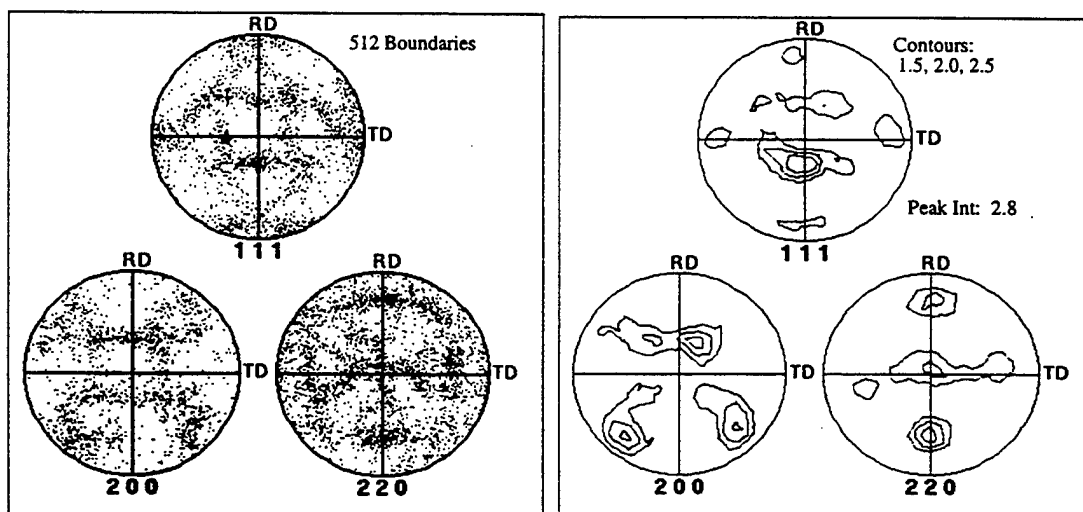 RD
512 Boundaries
TD
111
RD
TD
200
RD
TD
220
RD
Contours:
1.5, 2.0, 2.5
TD
Peak Int: 2.8
111
RD
TD
200
RD
TD
220